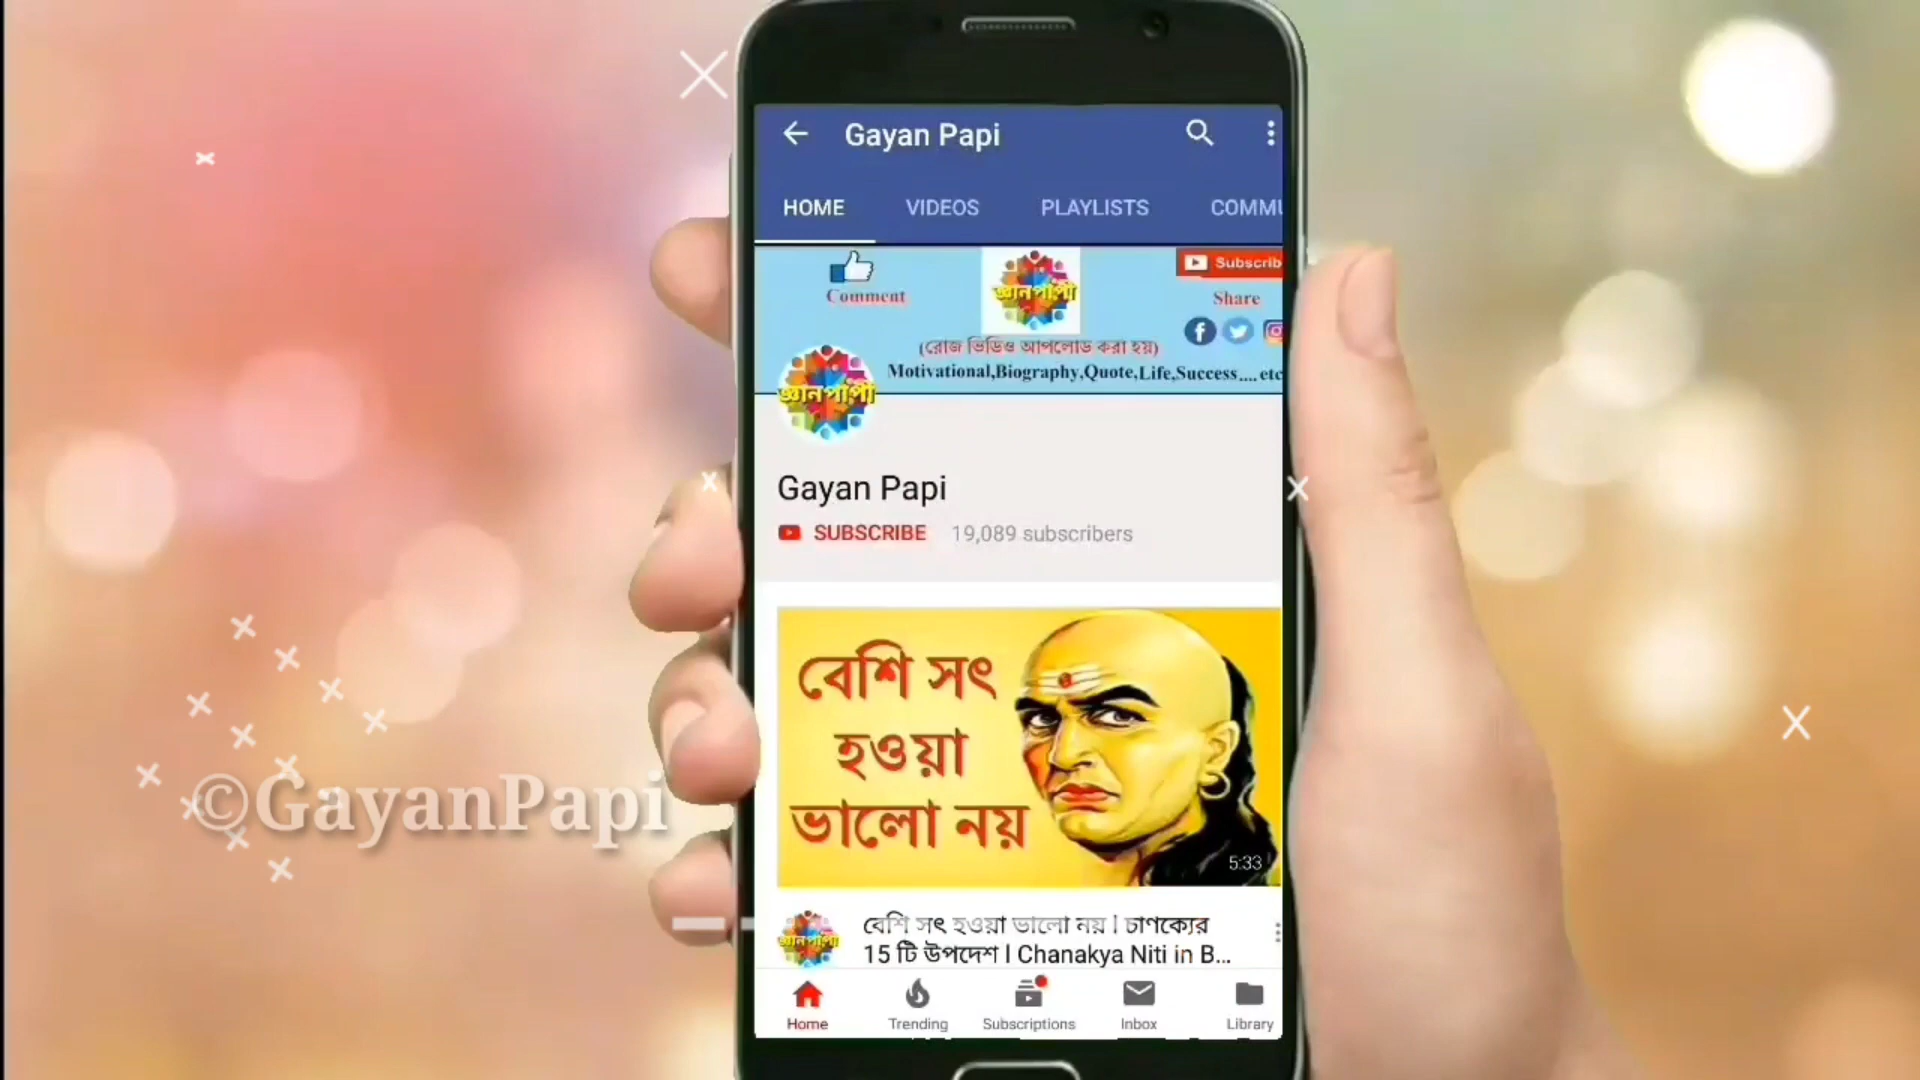 Gayan Papi
HOME VIDEOS PLAYLISTS COMMU
Comment
জ্ঞানপাপী
Subscrib
Share
(রোজ ভিডিও আপলোড করা হয়)
Motivational,Biography,Quote,Life,Success....etc
জ্ঞানপাপী
Gayan Papi
SUBSCRIBE 19,089 subscribers
বেশি সৎ
হওয়া
ভালো নয়
5:33
©GayanPapi
জ্ঞানপাপী
বেশি সৎ হওয়া ভালো নয় l চাণক্যের
15 টি উপদেশ l Chanakya Niti in B...
Home Trending Subscriptions Inbox Library